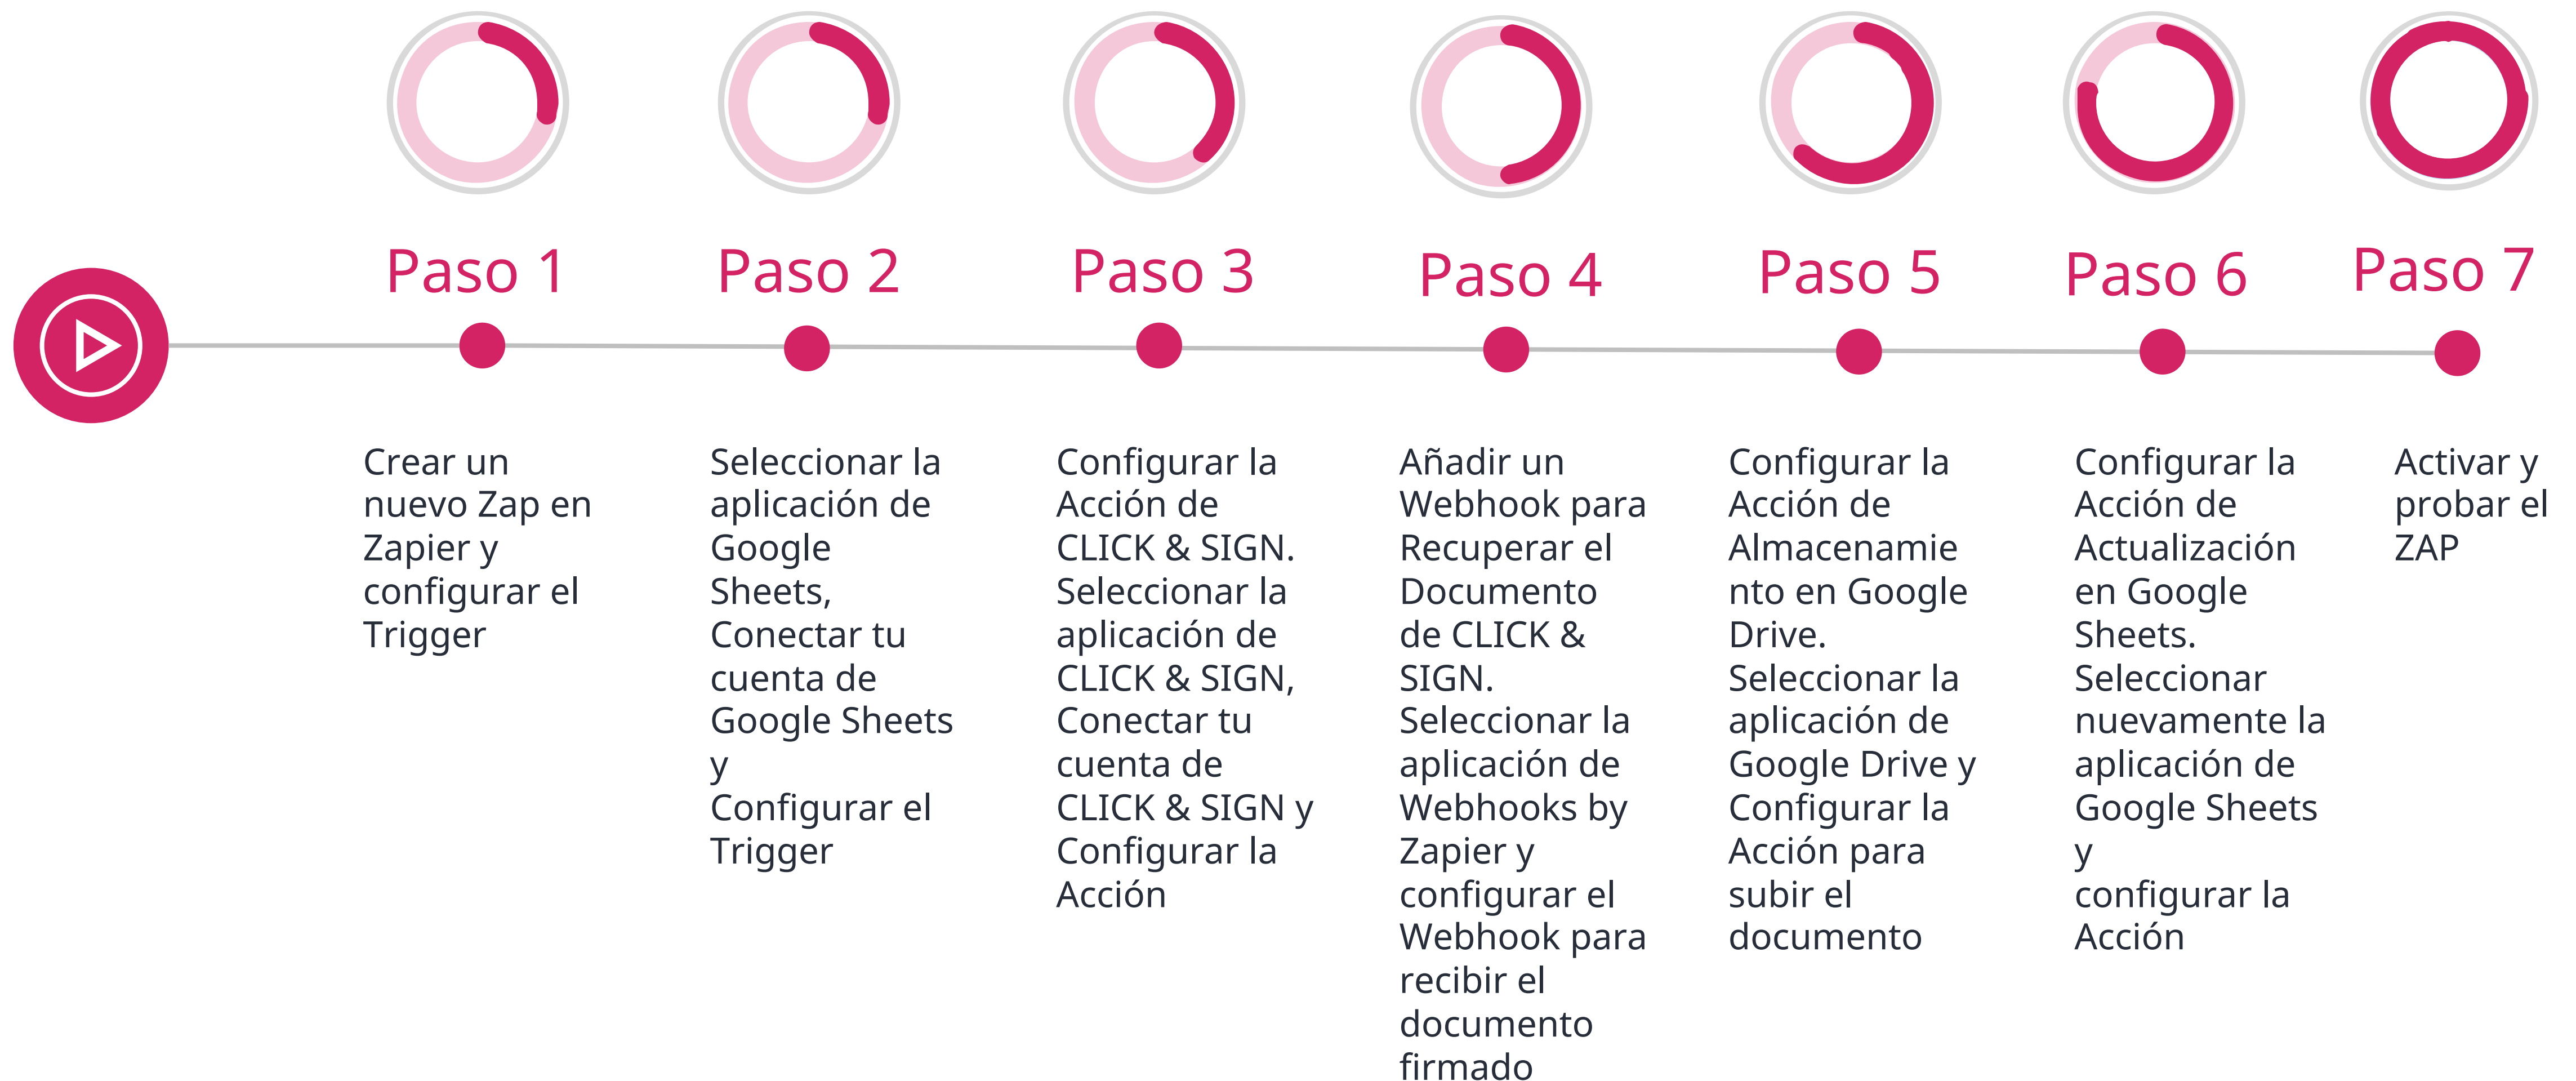 Paso 1
Paso 2
Paso 3
Paso 4
Paso 5
Paso 6
Paso 7
Crear un
nuevo Zap en
Zapier y
configurar el
Trigger
Seleccionar la
aplicación de
Google
Sheets,
Conectar tu
cuenta de
Google Sheets
y
Configurar el
Trigger
Configurar la
Acción de
CLICK & SIGN.
Seleccionar la
aplicación de
CLICK & SIGN,
Conectar tu
cuenta de
CLICK & SIGN y
Configurar la
Acción
Añadir un
Webhook para
Recuperar el
Documento
de CLICK &
SIGN.
Seleccionar la
aplicación de
Webhooks by
Zapier y
configurar el
Webhook para
recibir el
documento
firmado
Configurar la
Acción de
Almacenamie
nto en Google
Drive.
Seleccionar la
aplicación de
Google Drive y
Configurar la
Acción para
subir el
documento
Configurar la
Acción de
Actualización
en Google
Sheets.
Seleccionar
nuevamente la
aplicación de
Google Sheets
y
configurar la
Acción
Activar y
probar el
ZAP